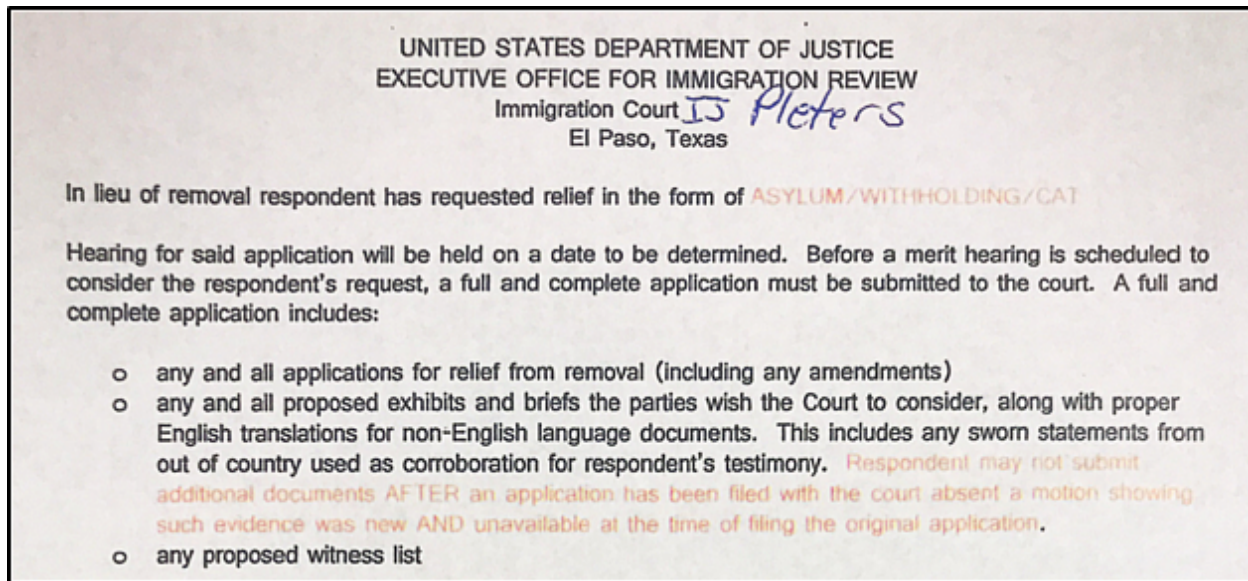 UNITED STATES DEPARTMENT OF JUSTICE
EXECUTIVE OFFICE FOR IMMIGRATION REVIEW
Immigration Court IJ Pleters
El Paso, Texas
In lieu of removal respondent has requested relief in the form of ASYLUM/WITHHOLDING/CAT
Hearing for said application will be held on a date to be determined. Before a merit hearing is scheduled to
consider the respondent's request, a full and complete application must be submitted to the court. A full and
complete application includes:
o any and all applications for relief from removal (including any amendments)
o any and all proposed exhibits and briefs the parties wish the Court to consider, along with proper
English translations for non-English language documents. This includes any sworn statements from
out of country used as corroboration for respondent's testimony. Respondent may not submit
additional documents AFTER an application has been filed with the court absent a motion showing
such evidence was new AND unavailable at the time of filing the original application.
o any proposed witness list